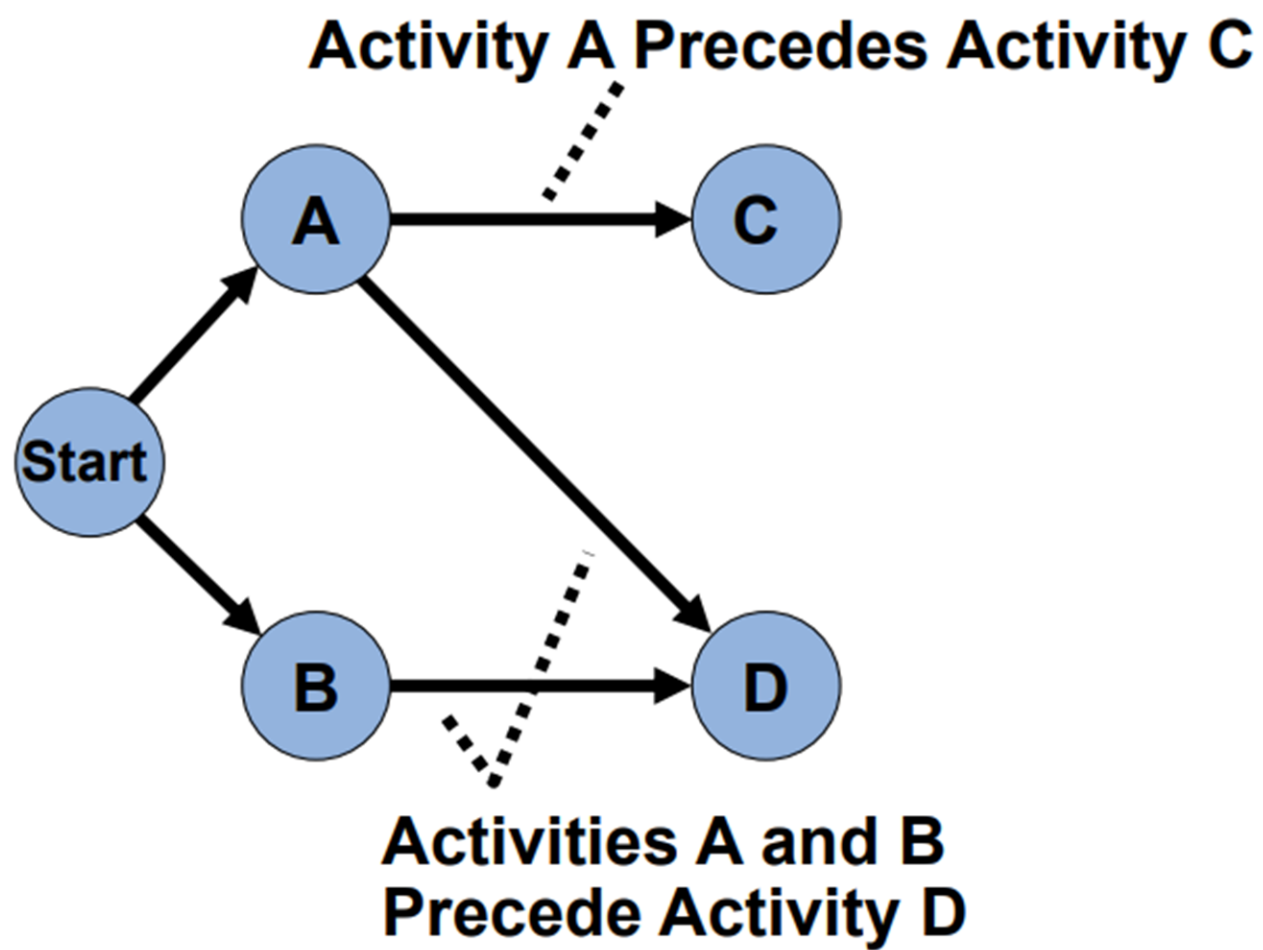 Activity A Precedes Activity C
A
C
Start
B
D
Activities A and B
Precede Activity D